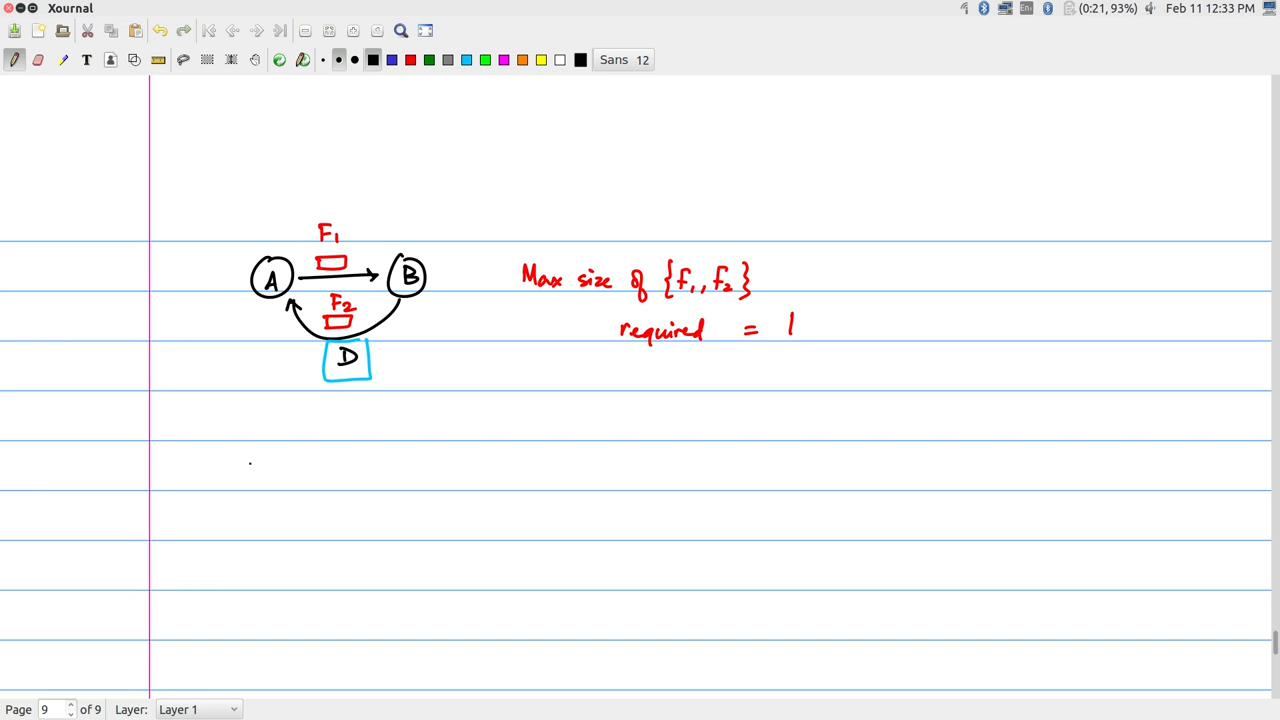 Xournal
En
(0:21, 93%)
Feb 11 12:33 PM
T
Sans 12
F1
A
B
F2
D
Max size of {F1, F2}
required = 1
Page 9 of 9 Layer: Layer 1